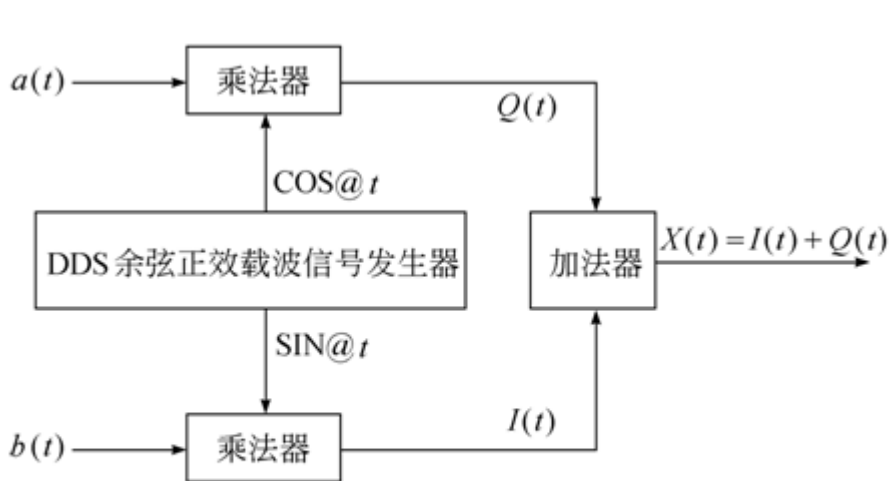 a(t)
乘法器
Q(t)
COS@t
DDS余弦正效载波信号发生器
加法器
X(t)=I(t)+Q(t)
SIN@t
b(t)
乘法器
I(t)